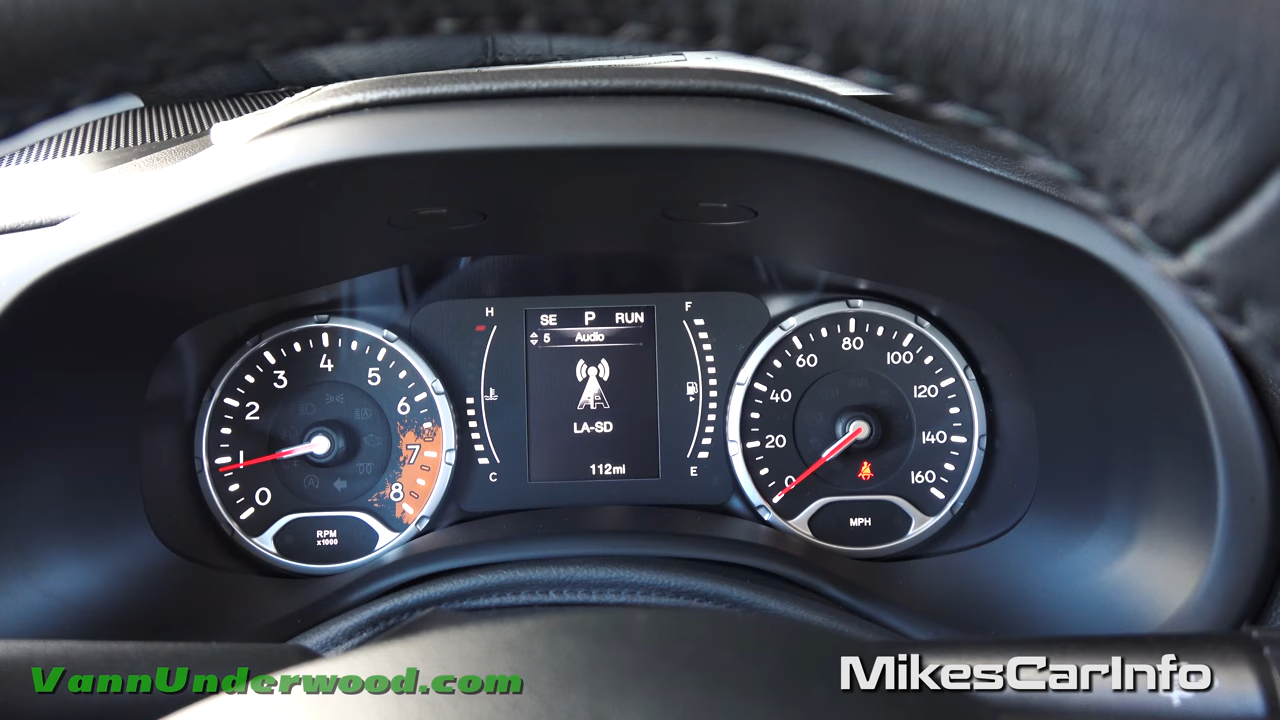 SE P RUN
5 Audio
LA-SD
112mi
H
C
F
E
0 1 2 3 4 5 6 7 8
RPM
x1000
0 20 40 60 80 100 120 140 160
MPH
VannUnderwood.com
MikesCarInfo